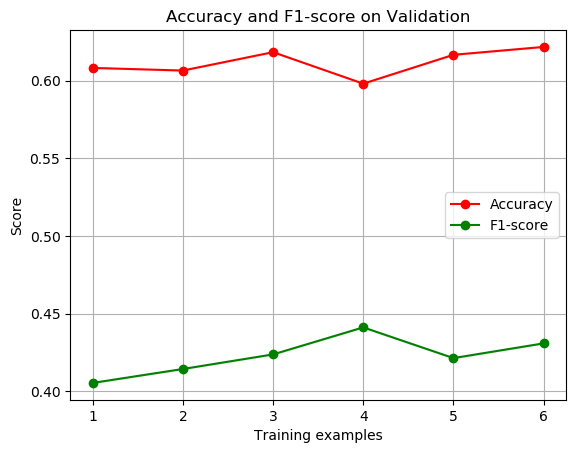 Accuracy and F1-score on Validation
Score
0.60
0.55
0.50
0.45
0.40
Accuracy
F1-score
1 2 3 4 5 6
Training examples